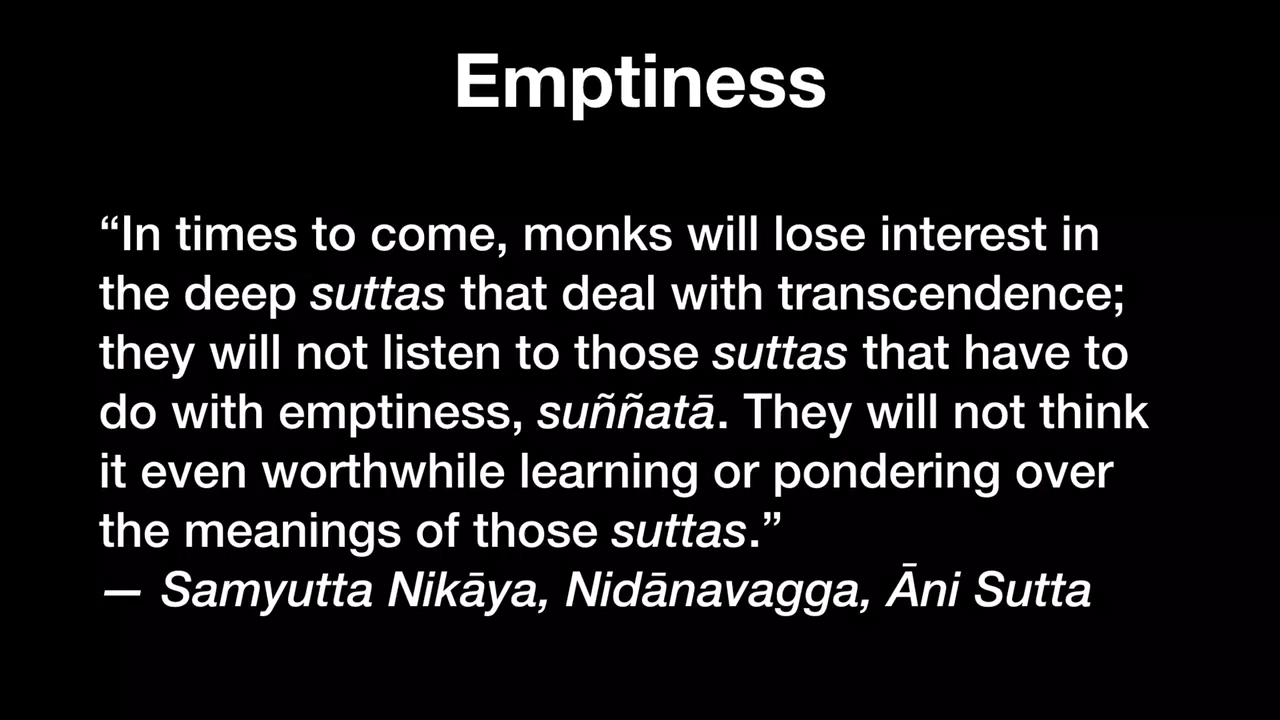 Emptiness
“In times to come, monks will lose interest in
the deep suttas that deal with transcendence;
they will not listen to those suttas that have to
do with emptiness, suññatā. They will not think
it even worthwhile learning or pondering over
the meanings of those suttas.”
— Samyutta Nikāya, Nidānavagga, Āni Sutta